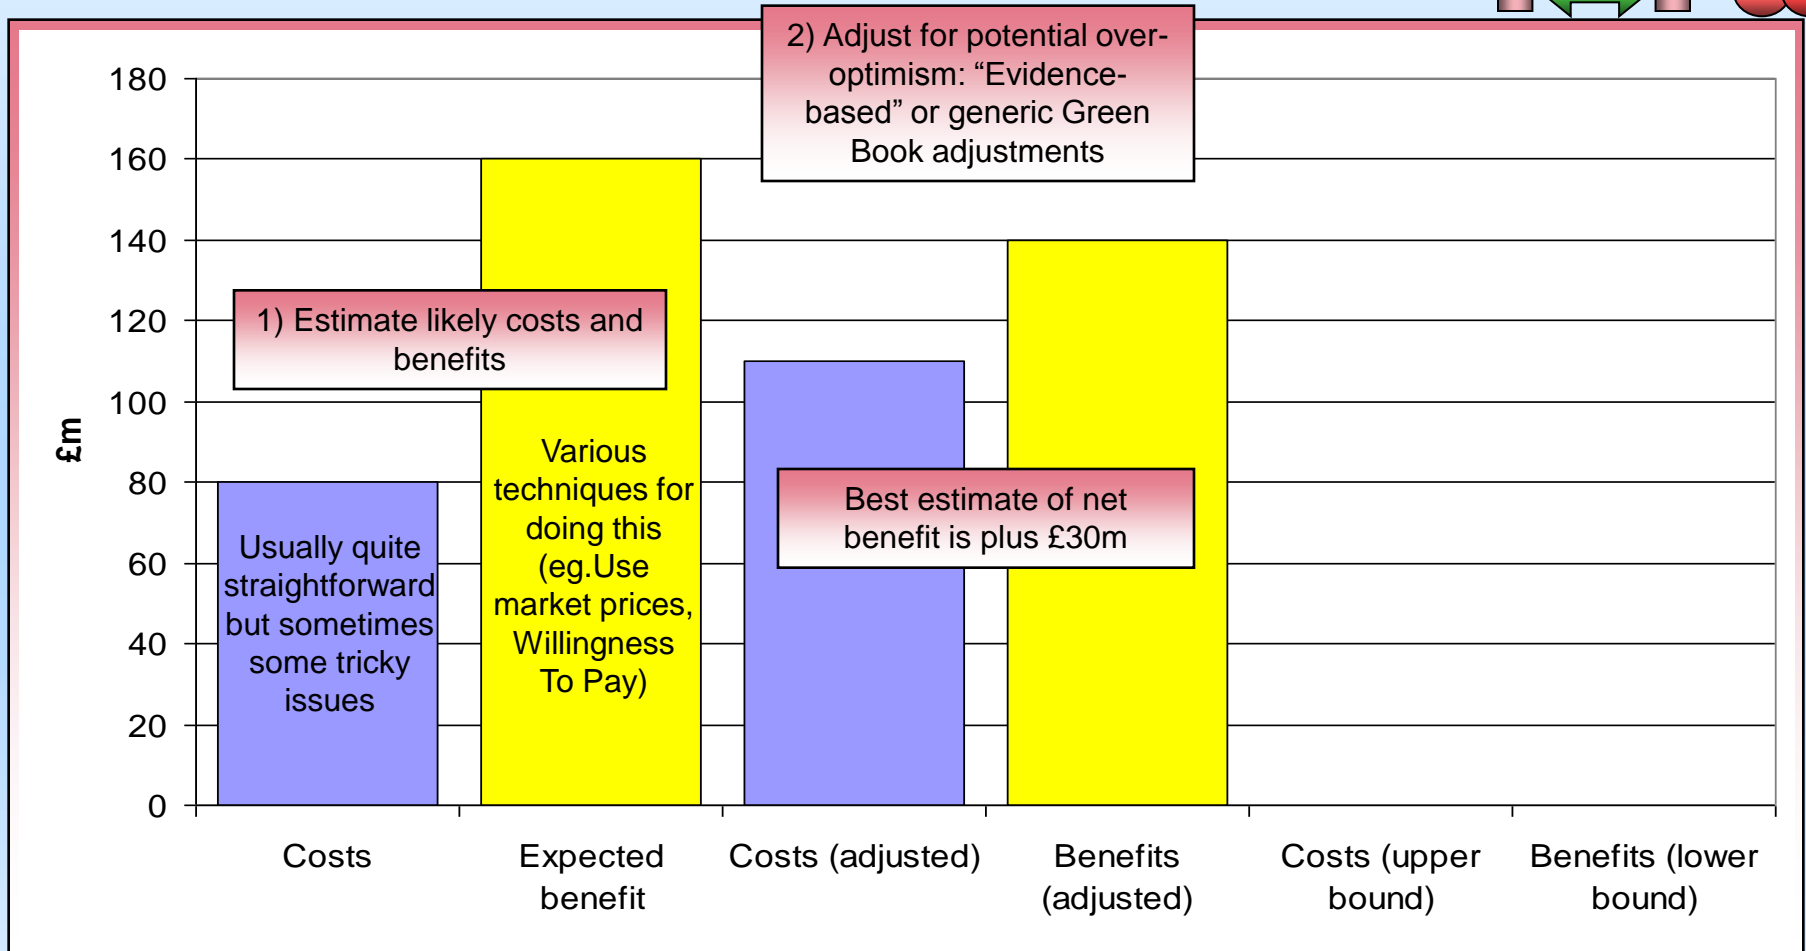 2) Adjust for potential over-
optimism: “Evidence-
based” or generic Green
Book adjustments
180
160
140
120
100
80
60
40
20
0
£m
1) Estimate likely costs and
benefits
Usually quite
straightforward
but sometimes
some tricky
issues
Various
techniques for
doing this
(eg.Use
market prices,
Willingness
To Pay)
Best estimate of net
benefit is plus £30m
Costs
Expected
benefit
Costs (adjusted)
Benefits
(adjusted)
Costs (upper
bound)
Benefits (lower
bound)